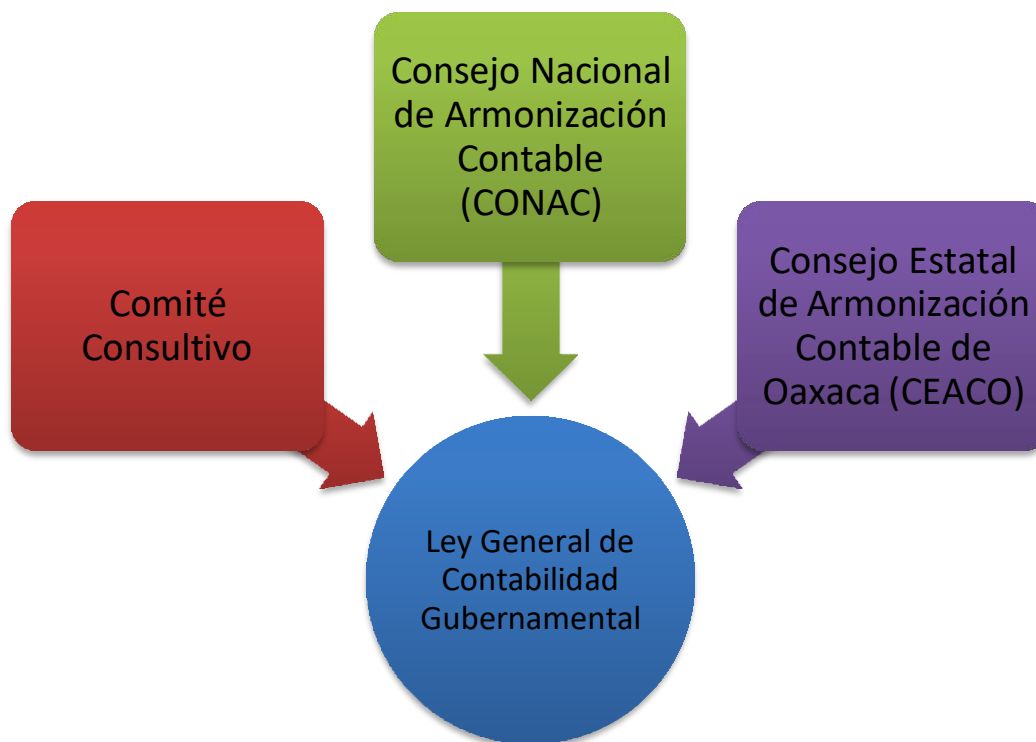 Consejo Nacional
de Armonización
Contable
(CONAC)
Comité
Consultivo
Consejo Estatal
de Armonización
Contable de
Oaxaca (CEACO)
Ley General de
Contabilidad
Gubernamental